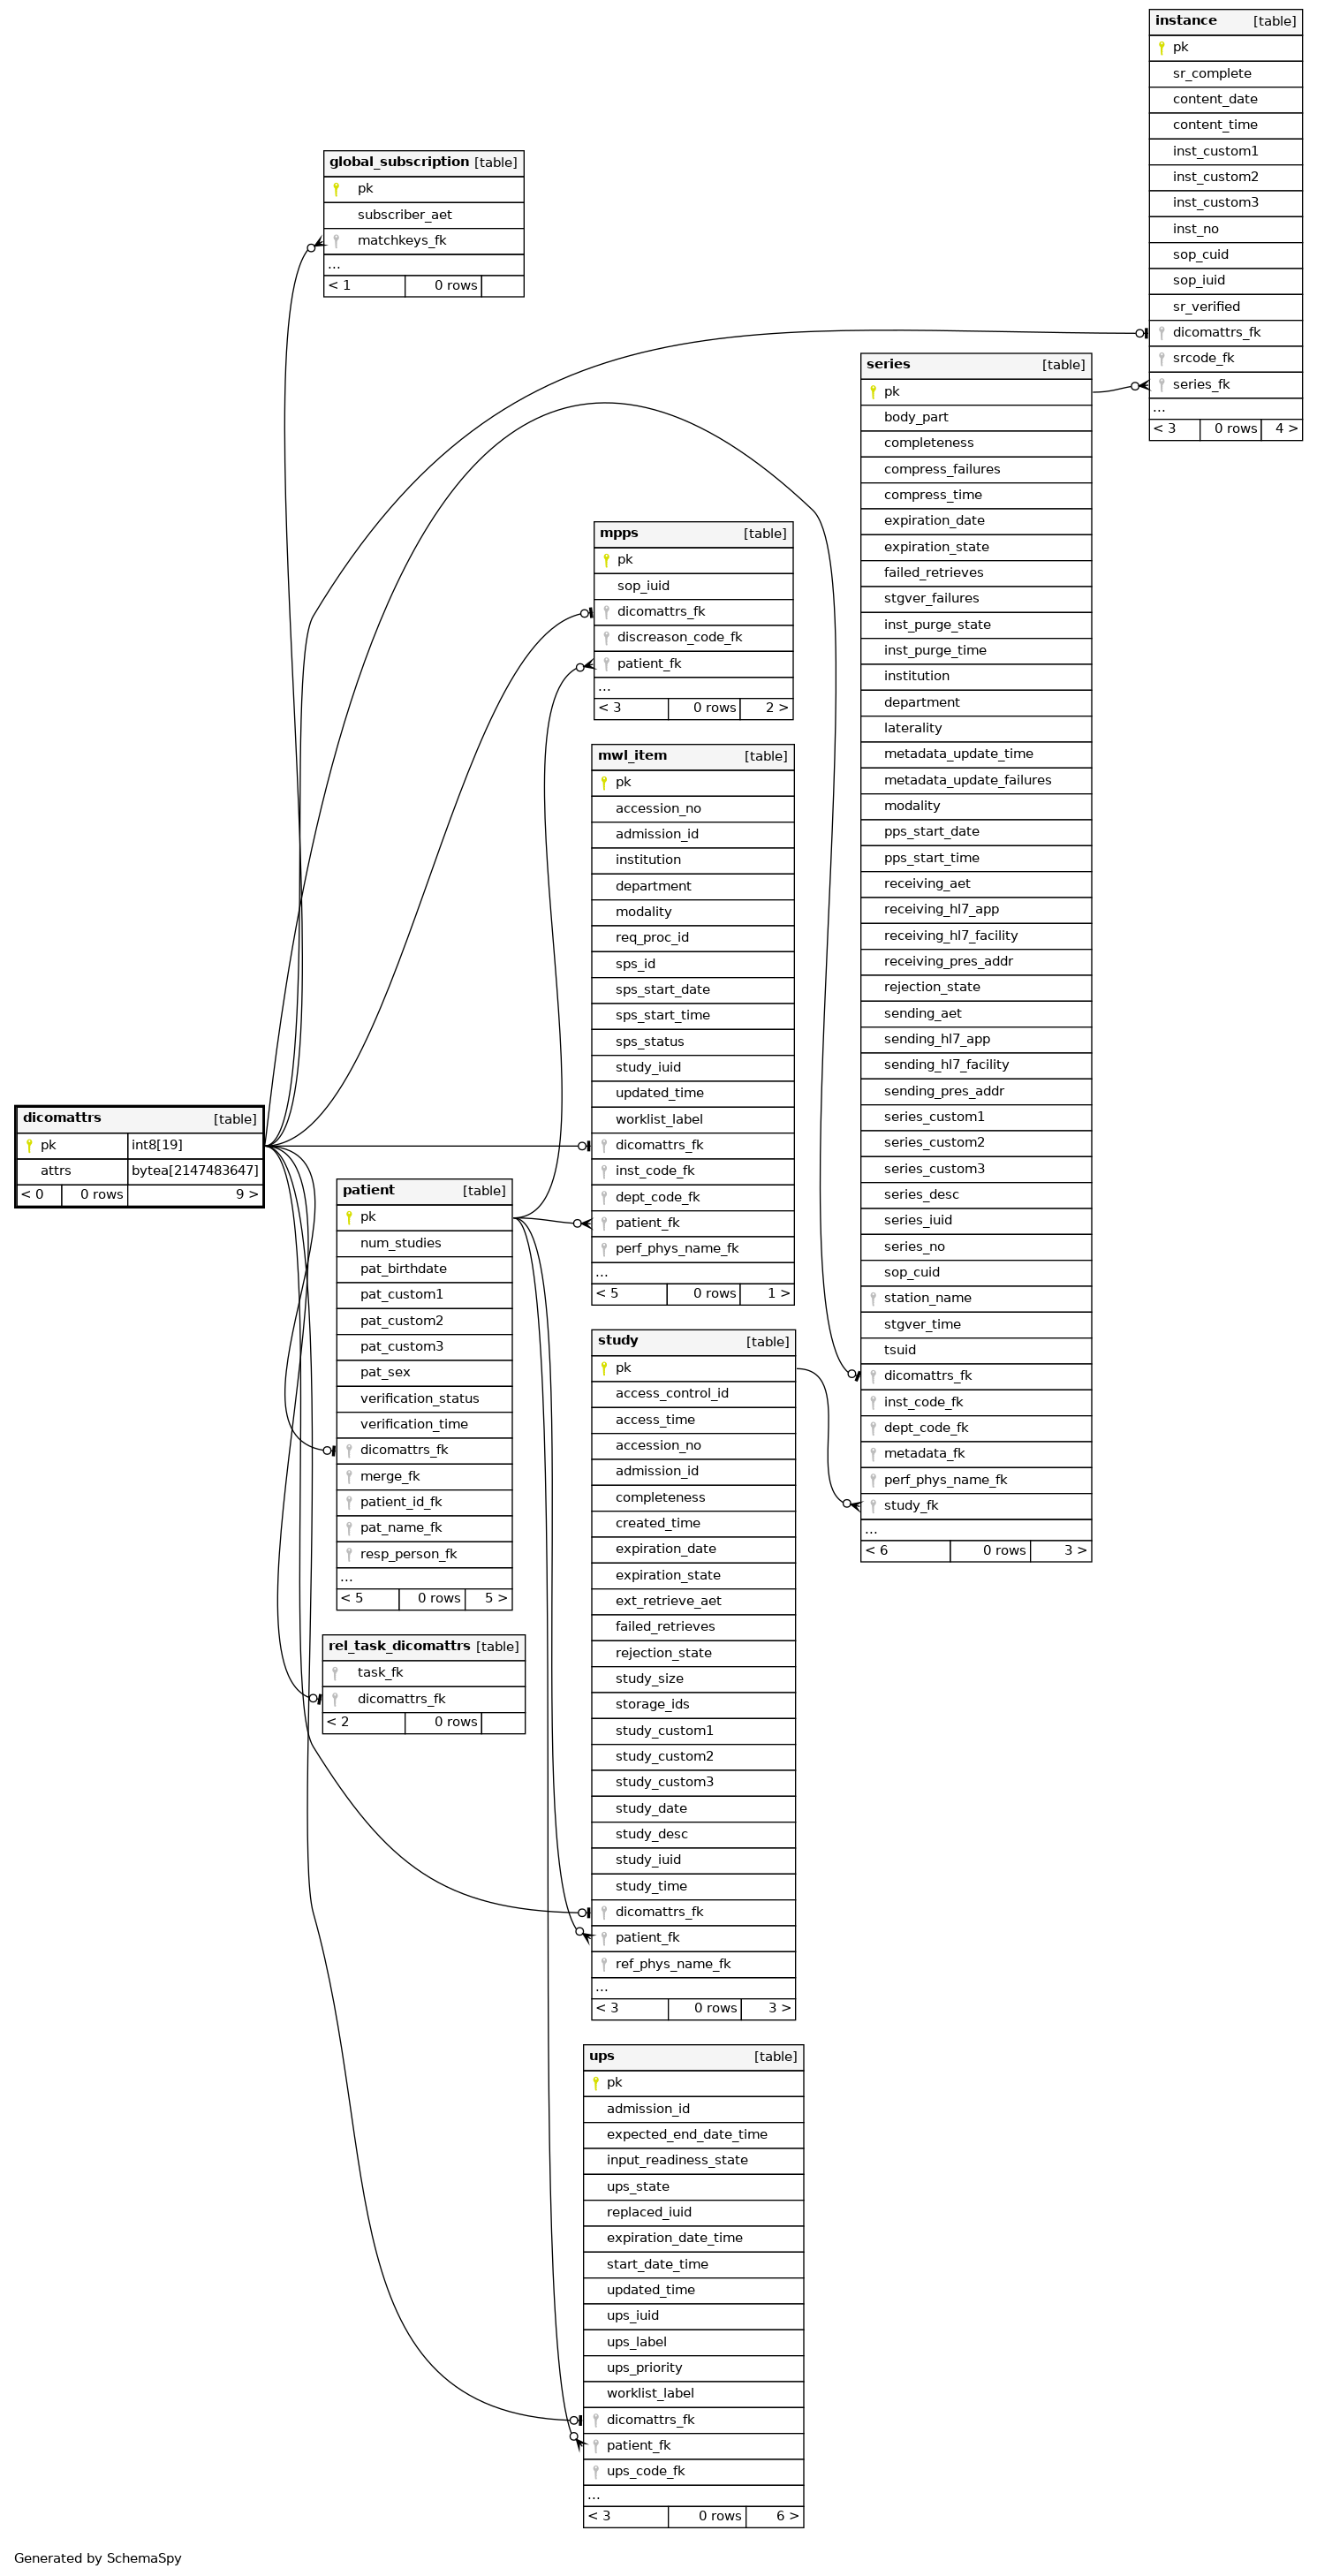 instance [table]
pk
sr_complete
content_date
content_time
inst_custom1
inst_custom2
inst_custom3
inst_no
sop_cuid
sop_iuid
sr_verified
dicomattrs_fk
srcode_fk
series_fk
...
< 3 0 rows 4 >
global_subscription [table]
pk
subscriber_aet
matchkeys_fk
...
< 1 0 rows
series [table]
pk
body_part
completeness
compress_failures
compress_time
expiration_date
expiration_state
failed_retrieves
stgver_failures
inst_purge_state
inst_purge_time
institution
department
laterality
metadata_update_time
metadata_update_failures
modality
pps_start_date
pps_start_time
receiving_aet
receiving_hl7_app
receiving_hl7_facility
receiving_pres_addr
rejection_state
sending_aet
sending_hl7_app
sending_hl7_facility
sending_pres_addr
series_custom1
series_custom2
series_custom3
series_desc
series_iuid
series_no
sop_cuid
station_name
stgver_time
tsuid
dicomattrs_fk
inst_code_fk
dept_code_fk
metadata_fk
perf_phys_name_fk
study_fk
...
< 6 0 rows 3 >
mpps [table]
pk
sop_iuid
dicomattrs_fk
discreason_code_fk
patient_fk
...
< 3 0 rows 2 >
mwl_item [table]
pk
accession_no
admission_id
institution
department
modality
req_proc_id
sps_id
sps_start_date
sps_start_time
sps_status
study_iuid
updated_time
worklist_label
dicomattrs_fk
inst_code_fk
dept_code_fk
patient_fk
perf_phys_name_fk
...
< 5 0 rows 1 >
dicomattrs [table]
pk int8[19]
attrs bytea[2147483647]
< 0 0 rows 9 >
patient [table]
pk
num_studies
pat_birthdate
pat_custom1
pat_custom2
pat_custom3
pat_sex
verification_status
verification_time
dicomattrs_fk
merge_fk
patient_id_fk
pat_name_fk
resp_person_fk
...
< 5 0 rows 5 >
rel_task_dicomattrs [table]
task_fk
dicomattrs_fk
< 2 0 rows
study [table]
pk
access_control_id
access_time
accession_no
admission_id
completeness
created_time
expiration_date
expiration_state
ext_retrieve_aet
failed_retrieves
rejection_state
study_size
storage_ids
study_custom1
study_custom2
study_custom3
study_date
study_desc
study_iuid
study_time
dicomattrs_fk
patient_fk
ref_phys_name_fk
...
< 3 0 rows 3 >
ups [table]
pk
admission_id
expected_end_date_time
input_readiness_state
ups_state
replaced_iuid
expiration_date_time
start_date_time
updated_time
ups_iuid
ups_label
ups_priority
worklist_label
dicomattrs_fk
patient_fk
ups_code_fk
...
< 3 0 rows 6 >
Generated by SchemaSpy